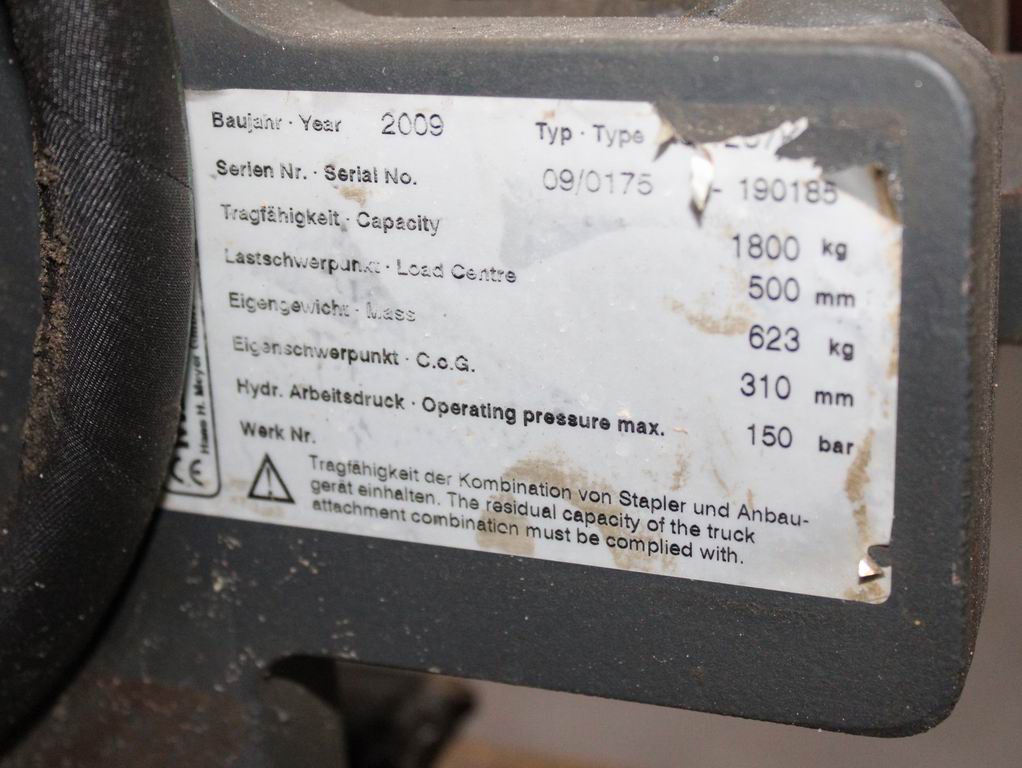 Baujahr · Year 2009 Typ · Type
Serien Nr. · Serial No. 09/0175 - 190185
Tragfähigkeit · Capacity 1800 kg
Lastschwerpunkt · Load Centre 500 mm
Eigengewicht · Mass 623 kg
Eigenschwerpunkt · C.o.G. 310 mm
Hydr. Arbeitsdruck · Operating pressure max. 150 bar
Werk Nr.
Tragfähigkeit der Kombination von Stapler und Anbau-
gerät einhalten. The residual capacity of the truck
attachment combination must be complied with.
Hans H. Meyer